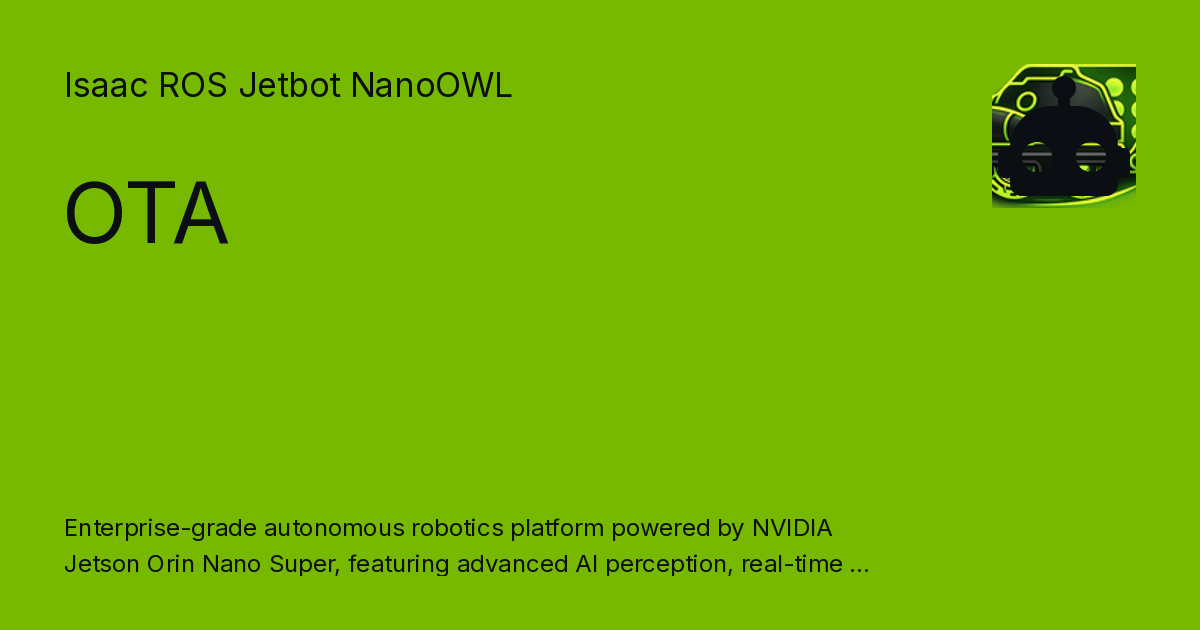 Isaac ROS Jetbot NanoOWL
OTA
Enterprise-grade autonomous robotics platform powered by NVIDIA
Jetson Orin Nano Super, featuring advanced AI perception, real-time ...